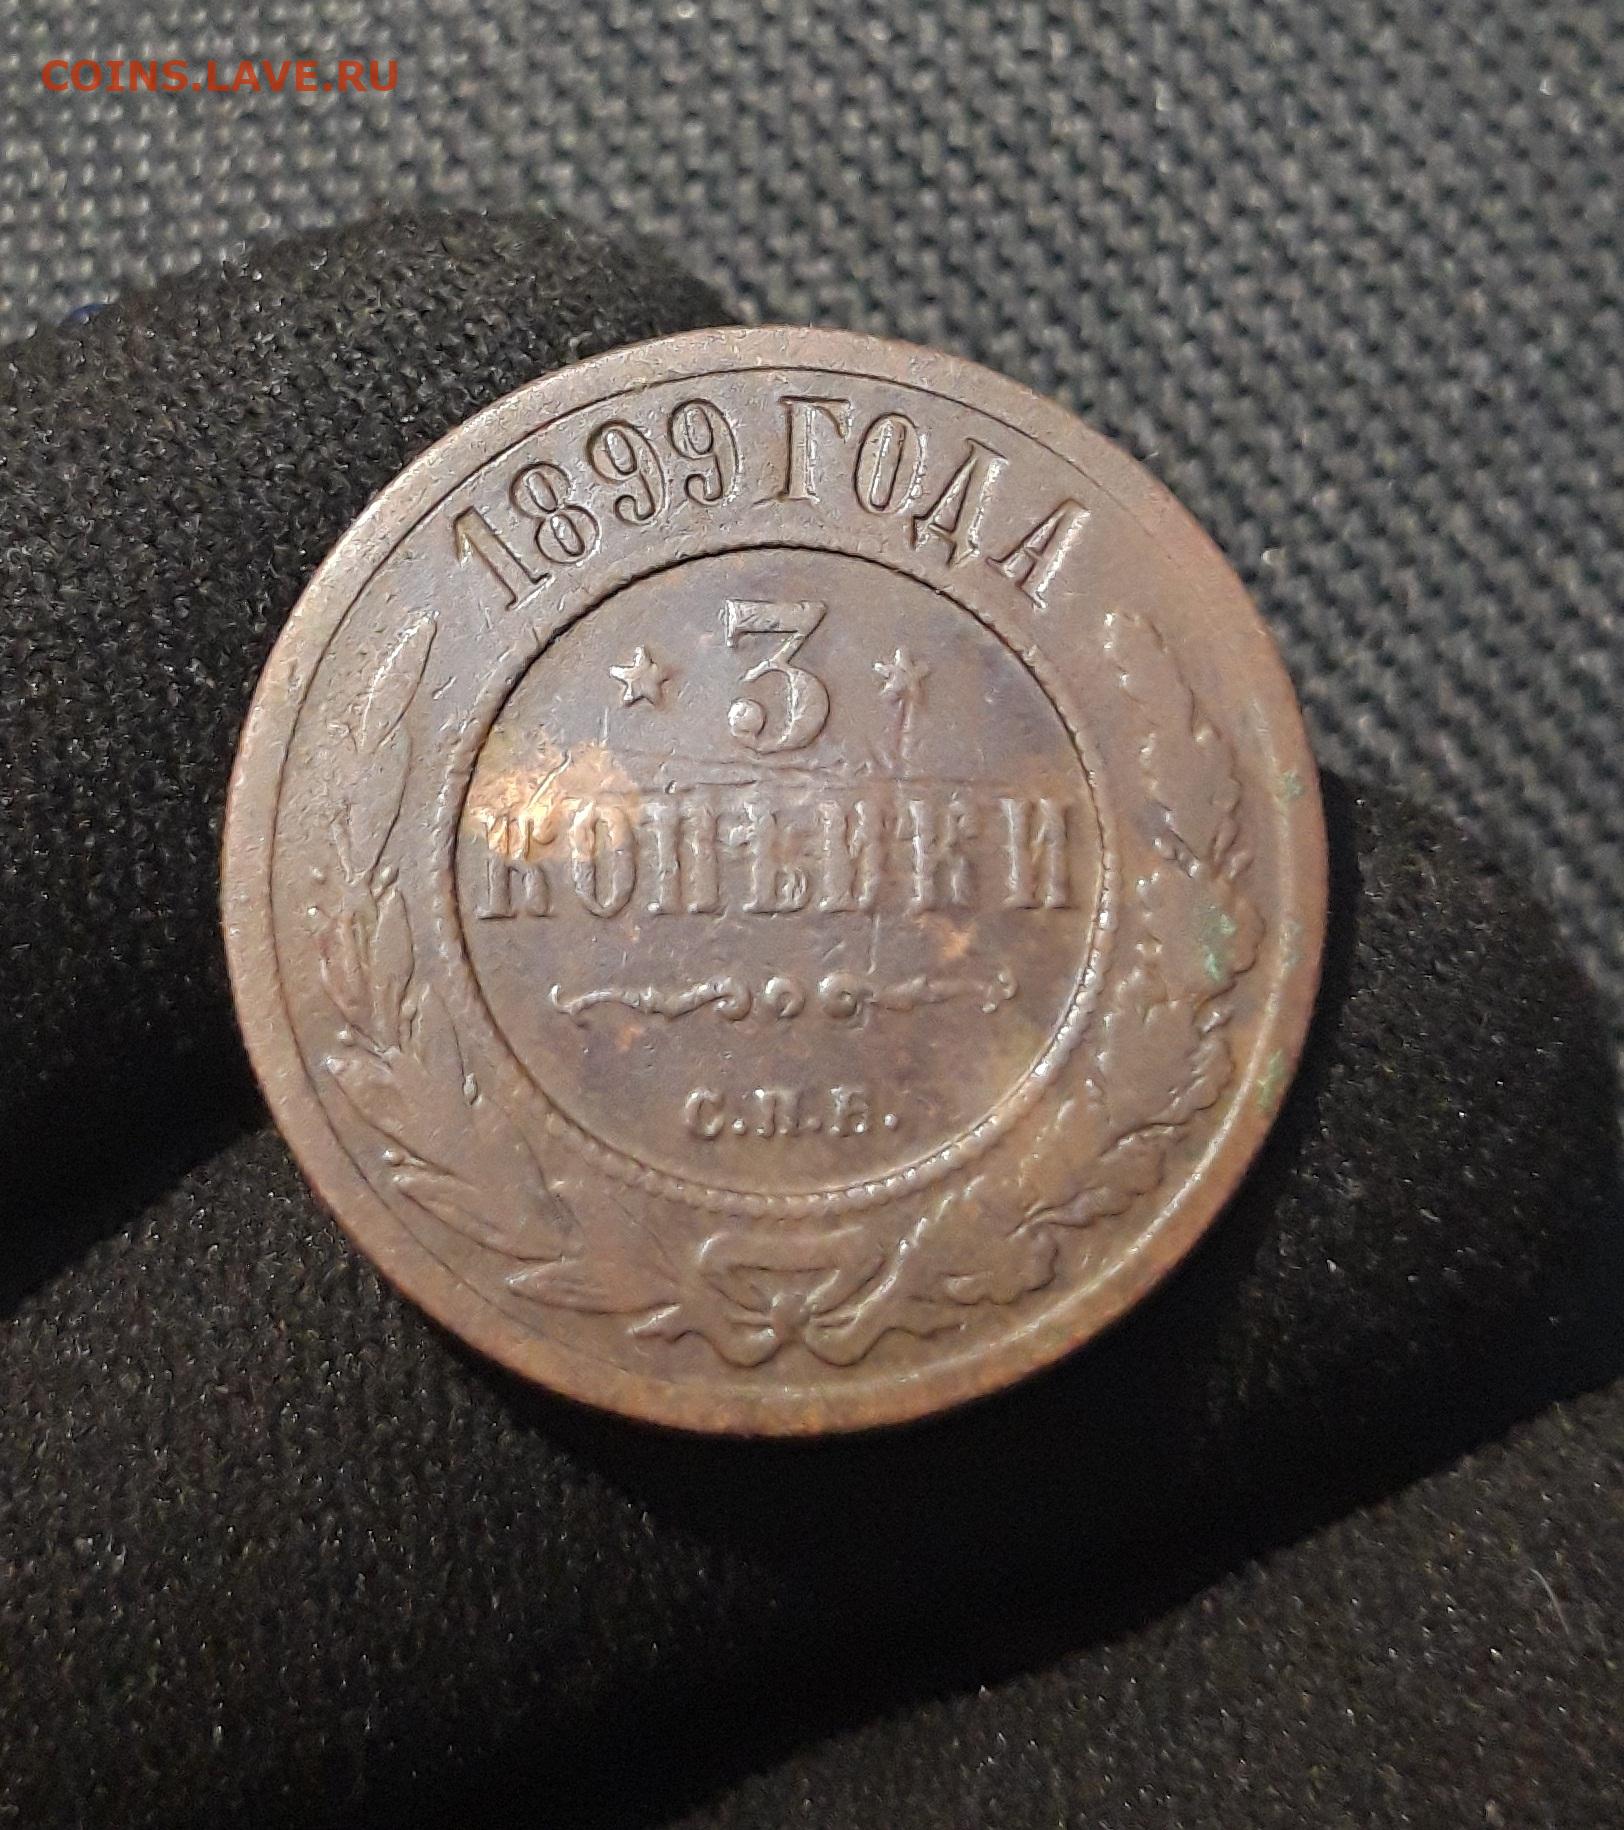 COINS.LAVE.RU
1899 ГОДА
* 3 *
КОПѢЙКИ
С.П.Б.